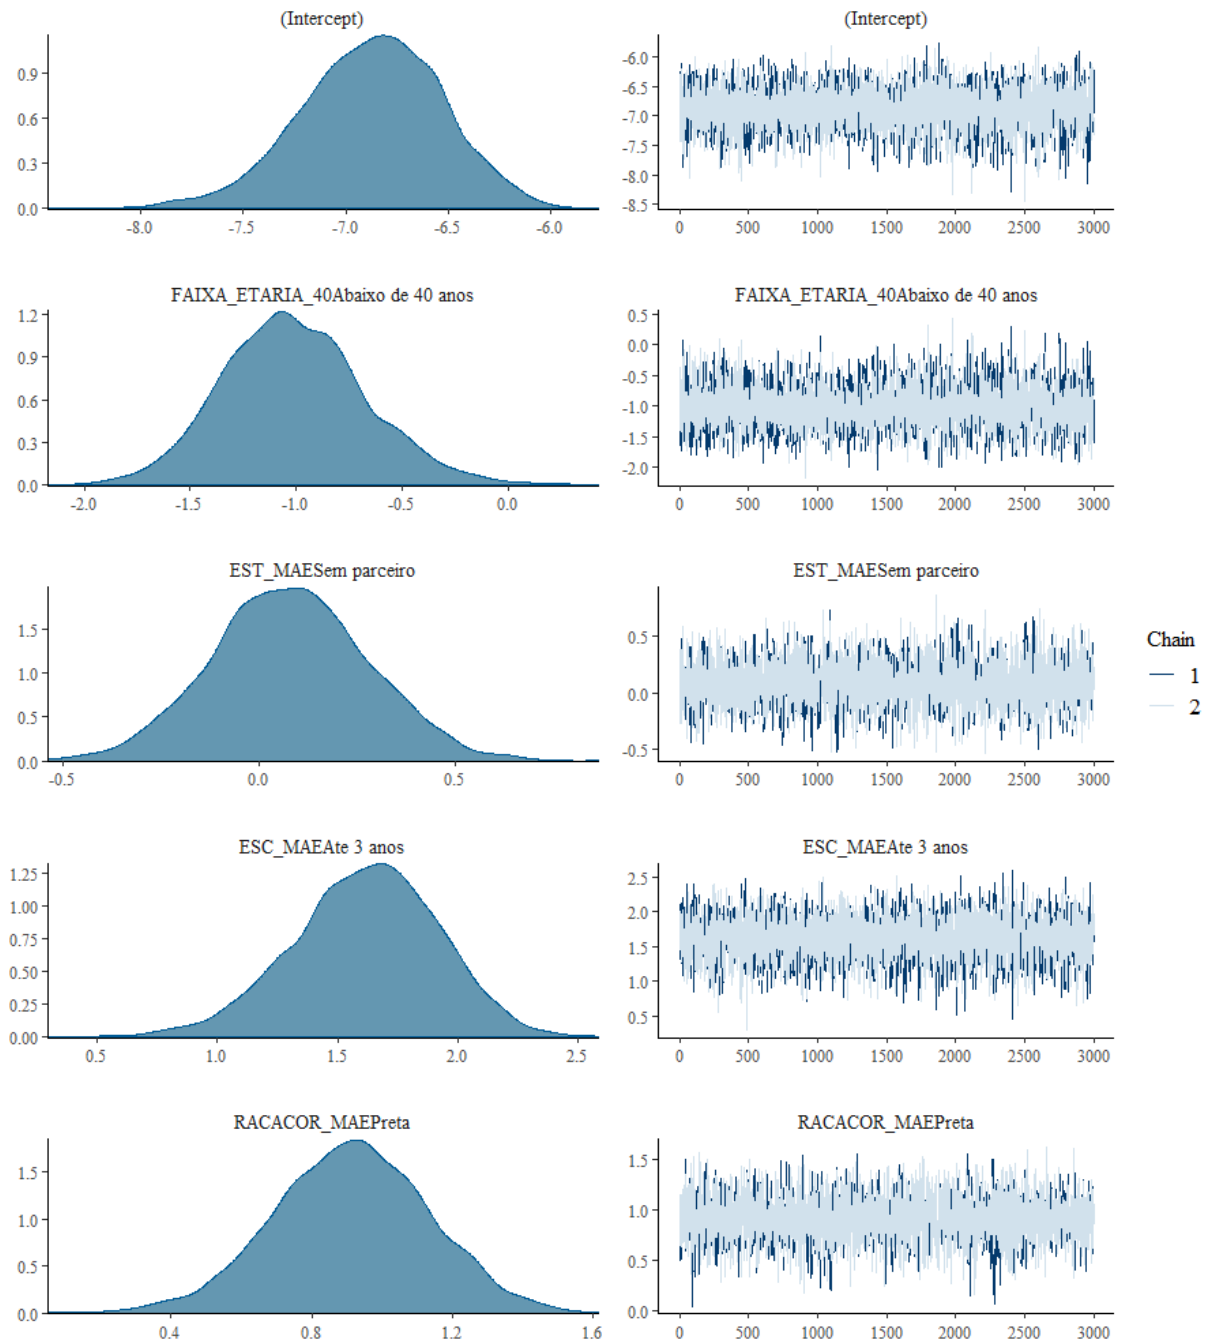 (Intercept)
(Intercept)
0.9
0.6
0.3
0.0
-8.0 -7.5 -7.0 -6.5 -6.0
-6.0
-6.5
-7.0
-7.5
-8.0
-8.5
0 500 1000 1500 2000 2500 3000
FAIXA_ETARIA_40Abaixo de 40 anos
FAIXA_ETARIA_40Abaixo de 40 anos
1.2
0.9
0.6
0.3
0.0
-2.0 -1.5 -1.0 -0.5 0.0
0.5
0.0
-0.5
-1.0
-1.5
-2.0
0 500 1000 1500 2000 2500 3000
EST_MAESem parceiro
EST_MAESem parceiro
1.5
1.0
0.5
0.0
-0.5 0.0 0.5
0.5
0.0
-0.5
0 500 1000 1500 2000 2500 3000
Chain
1
2
ESC_MAEAte 3 anos
ESC_MAEAte 3 anos
1.25
1.00
0.75
0.50
0.25
0.00
0.5 1.0 1.5 2.0 2.5
2.5
2.0
1.5
1.0
0.5
0 500 1000 1500 2000 2500 3000
RACACOR_MAEPreta
RACACOR_MAEPreta
1.5
1.0
0.5
0.0
0.4 0.8 1.2 1.6
1.5
1.0
0.5
0.0
0 500 1000 1500 2000 2500 3000